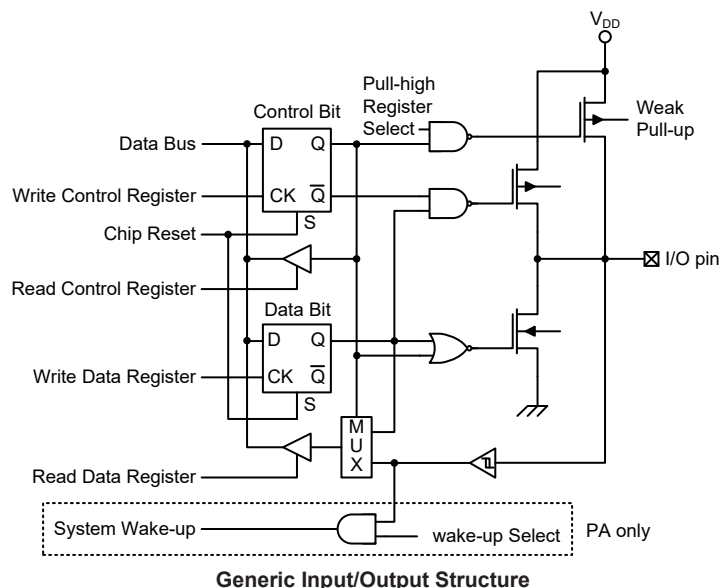 V_DD
Pull-high
Register
Select
Weak
Pull-up
Control Bit
Data Bus
D Q
Write Control Register
CK Q̅
S
Chip Reset
I/O pin
Read Control Register
Data Bit
D Q
Write Data Register
CK Q̅
S
M
U
X
Read Data Register
System Wake-up
wake-up Select
PA only
Generic Input/Output Structure